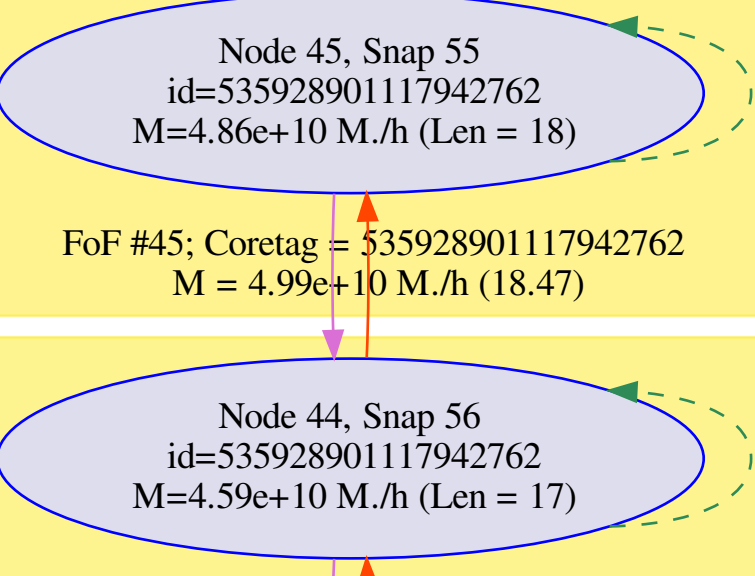 Node 45, Snap 55
id=535928901117942762
M=4.86e+10 M./h (Len = 18)
FoF #45; Coretag = 535928901117942762
M = 4.99e+10 M./h (18.47)
Node 44, Snap 56
id=535928901117942762
M=4.59e+10 M./h (Len = 17)